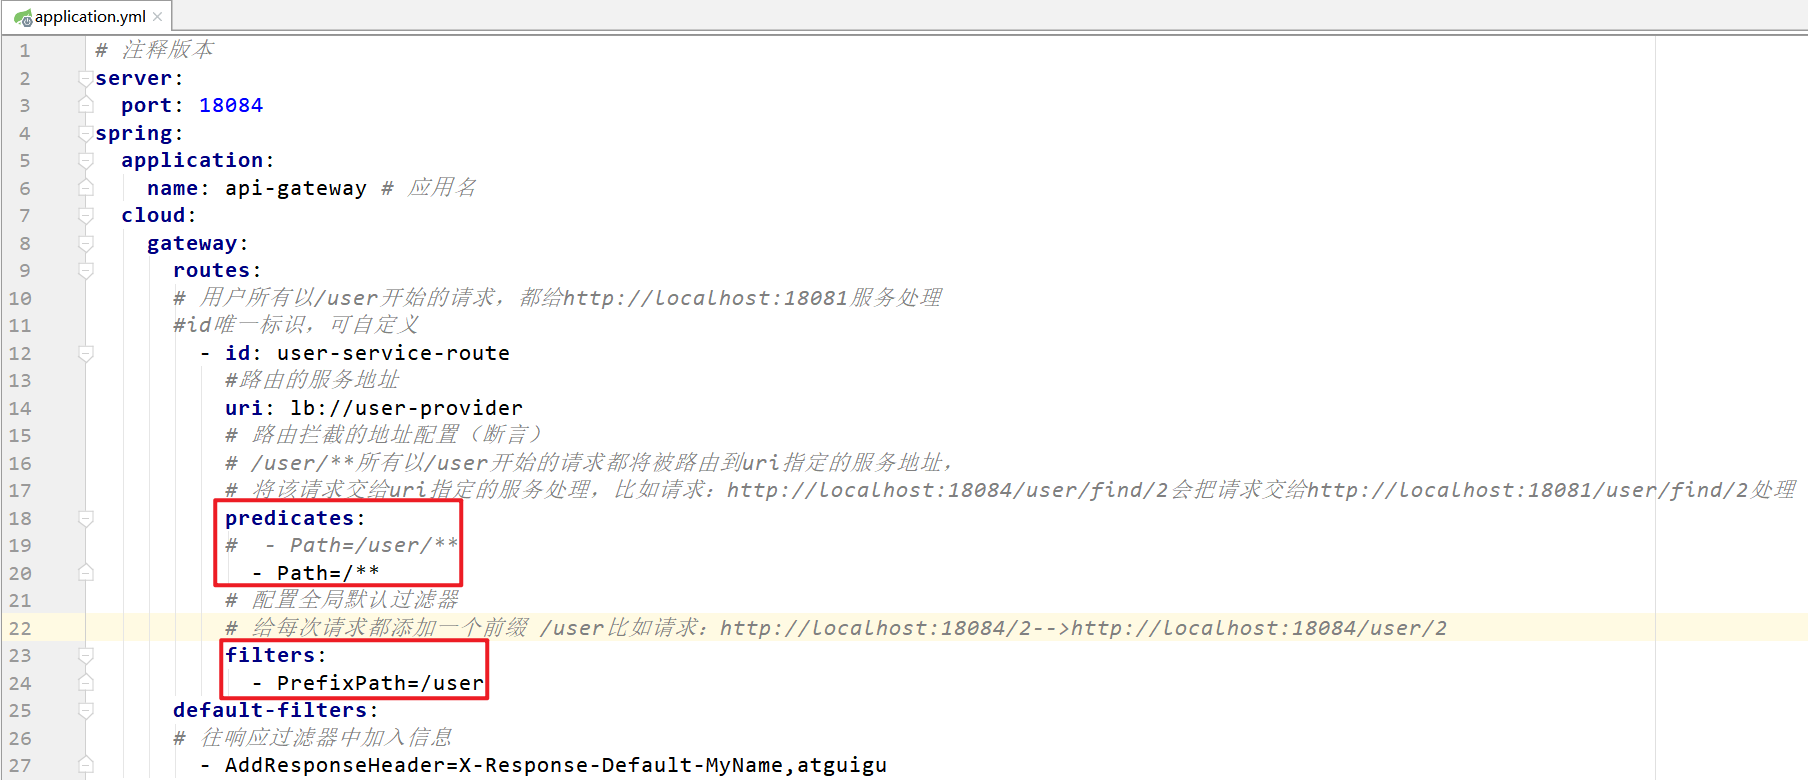 application.yml
1 # 注释版本
2 server:
3 port: 18084
4 spring:
5 application:
6 name: api-gateway # 应用名
7 cloud:
8 gateway:
9 routes:
10 # 用户所有以/user开始的请求，都给http://localhost:18081服务处理
11 #id唯一标识，可自定义
12 - id: user-service-route
13 #路由的服务地址
14 uri: lb://user-provider
15 # 路由拦截的地址配置（断言）
16 # /user/**所有以/user开始的请求都将被路由到uri指定的服务地址，
17 # 将该请求交给uri指定的服务处理，比如请求：http://localhost:18084/user/find/2会把请求交给http://localhost:18081/user/find/2处理
18 predicates:
19 #  - Path=/user/**
20 - Path=/**
21 # 配置全局默认过滤器
22 # 给每次请求都添加一个前缀 /user比如请求：http://localhost:18084/2-->http://localhost:18084/user/2
23 filters:
24 - PrefixPath=/user
25 default-filters:
26 # 往响应过滤器中加入信息
27 - AddResponseHeader=X-Response-Default-MyName,atguigu